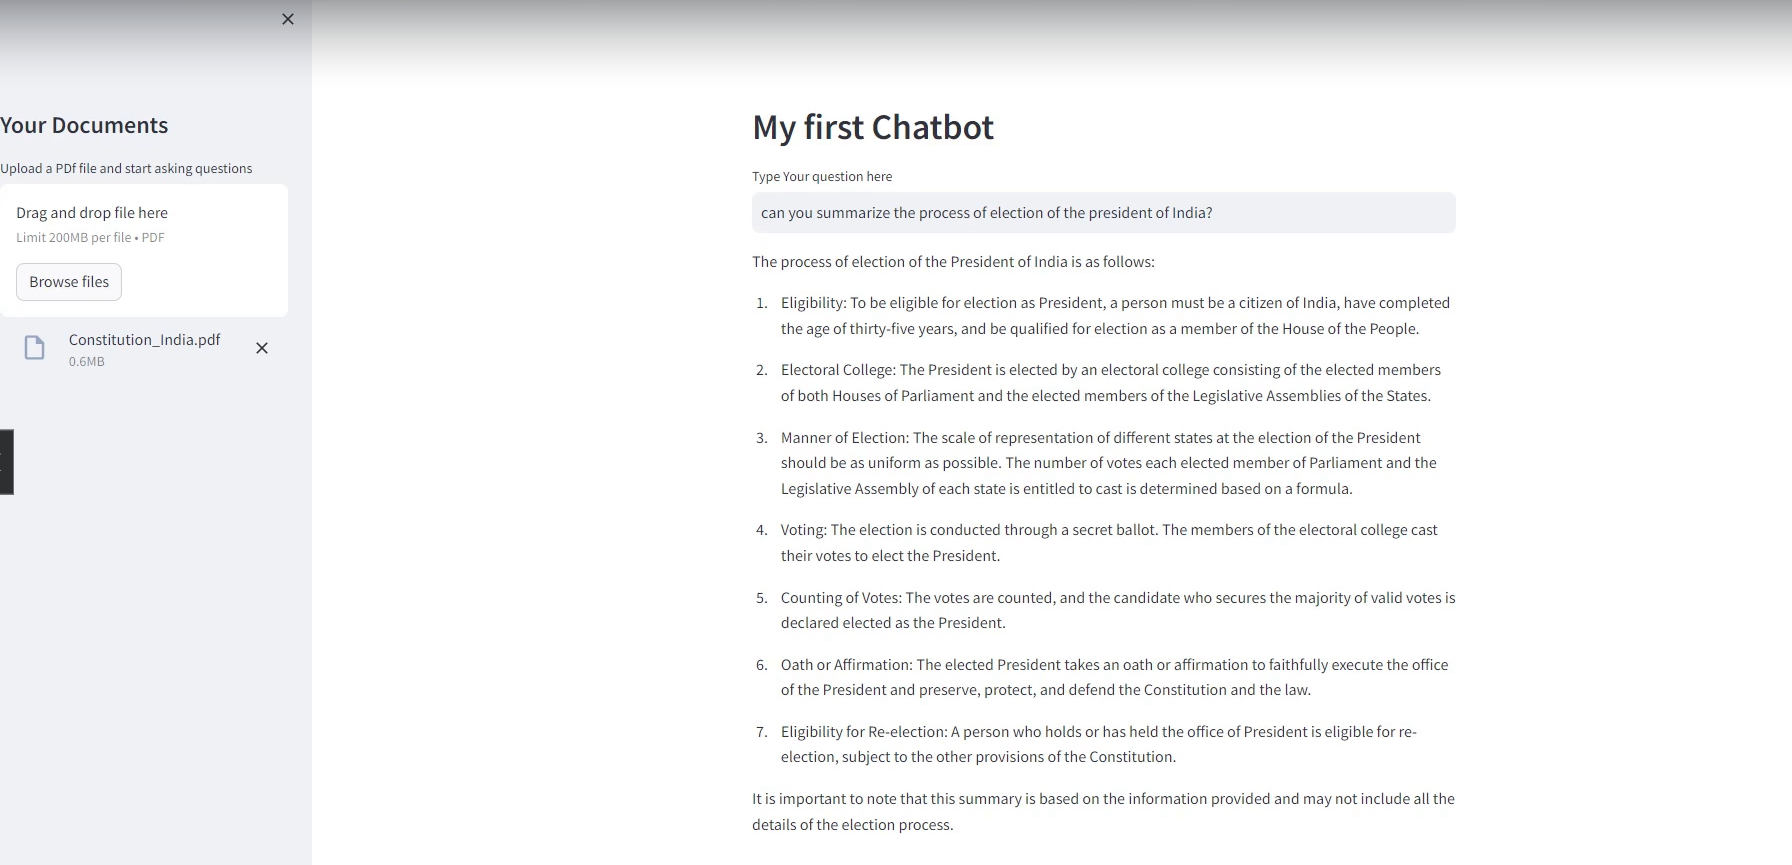 Your Documents
Upload a PDf file and start asking questions
Drag and drop file here
Limit 200MB per file • PDF
Browse files
Constitution_India.pdf
0.6MB
My first Chatbot
Type Your question here
can you summarize the process of election of the president of India?
The process of election of the President of India is as follows:
1. Eligibility: To be eligible for election as President, a person must be a citizen of India, have completed
the age of thirty-five years, and be qualified for election as a member of the House of the People.
2. Electoral College: The President is elected by an electoral college consisting of the elected members
of both Houses of Parliament and the elected members of the Legislative Assemblies of the States.
3. Manner of Election: The scale of representation of different states at the election of the President
should be as uniform as possible. The number of votes each elected member of Parliament and the
Legislative Assembly of each state is entitled to cast is determined based on a formula.
4. Voting: The election is conducted through a secret ballot. The members of the electoral college cast
their votes to elect the President.
5. Counting of Votes: The votes are counted, and the candidate who secures the majority of valid votes is
declared elected as the President.
6. Oath or Affirmation: The elected President takes an oath or affirmation to faithfully execute the office
of the President and preserve, protect, and defend the Constitution and the law.
7. Eligibility for Re-election: A person who holds or has held the office of President is eligible for re-
election, subject to the other provisions of the Constitution.
It is important to note that this summary is based on the information provided and may not include all the
details of the election process.